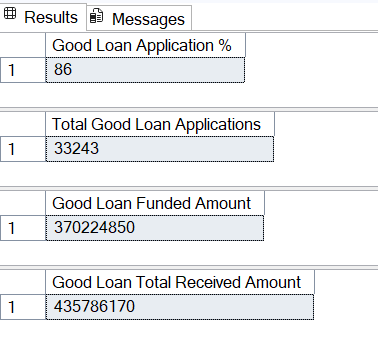 Results Messages
Good Loan Application %
1 86
Total Good Loan Applications
1 33243
Good Loan Funded Amount
1 370224850
Good Loan Total Received Amount
1 435786170